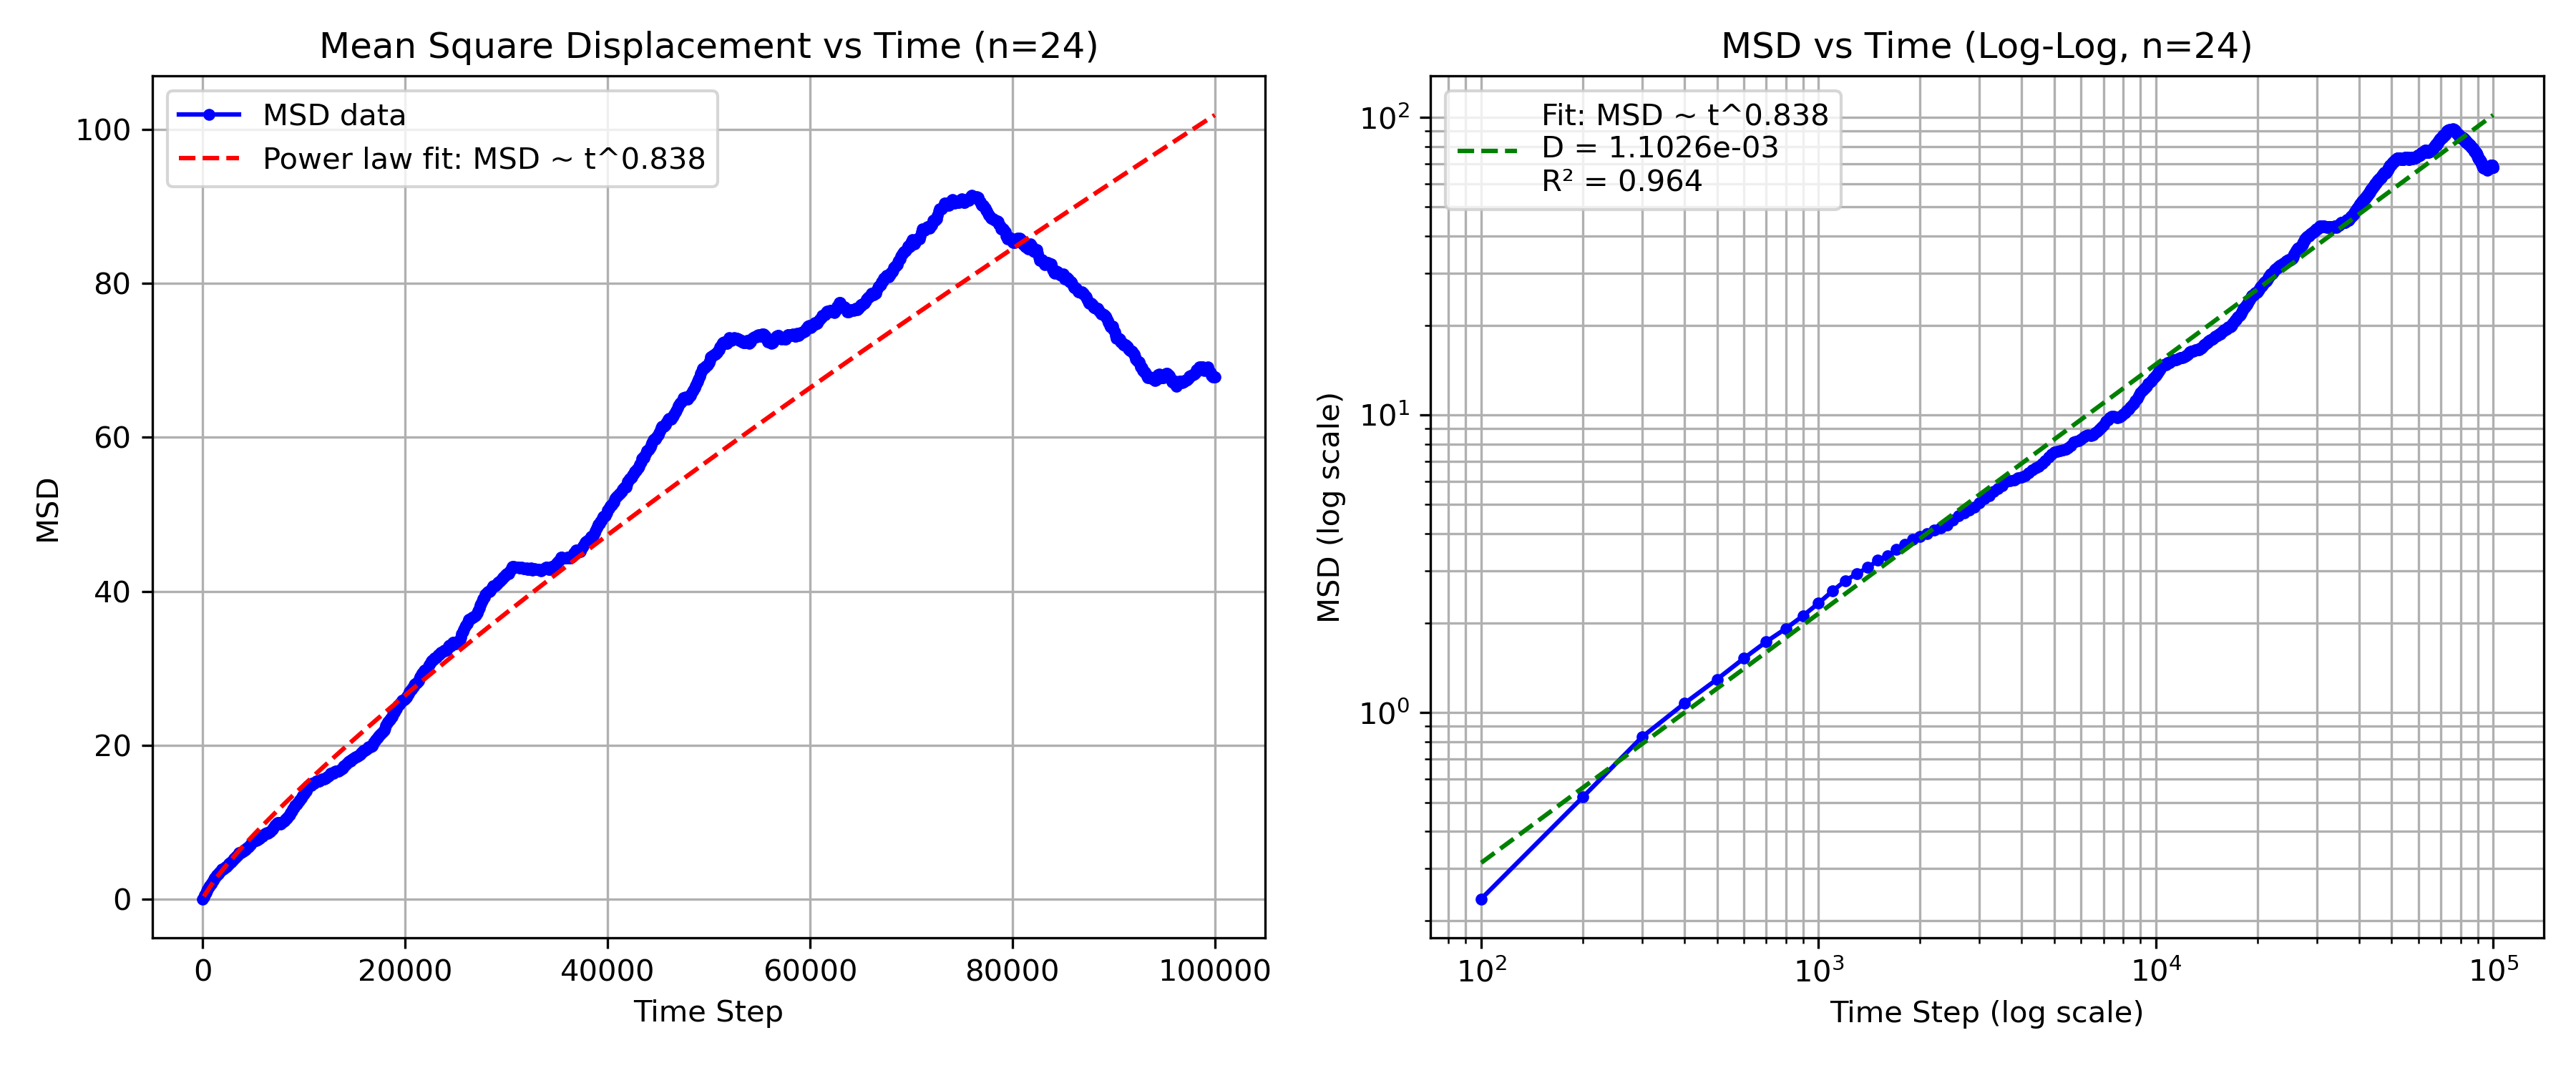 Mean Square Displacement vs Time (n=24)
MSD data
Power law fit: MSD ~ t^0.838
100
80
60
40
20
0
MSD
0 20000 40000 60000 80000 100000
Time Step
MSD vs Time (Log-Log, n=24)
Fit: MSD ~ t^0.838
D = 1.1026e-03
R² = 0.964
10²
10¹
10⁰
MSD (log scale)
10² 10³ 10⁴ 10⁵
Time Step (log scale)